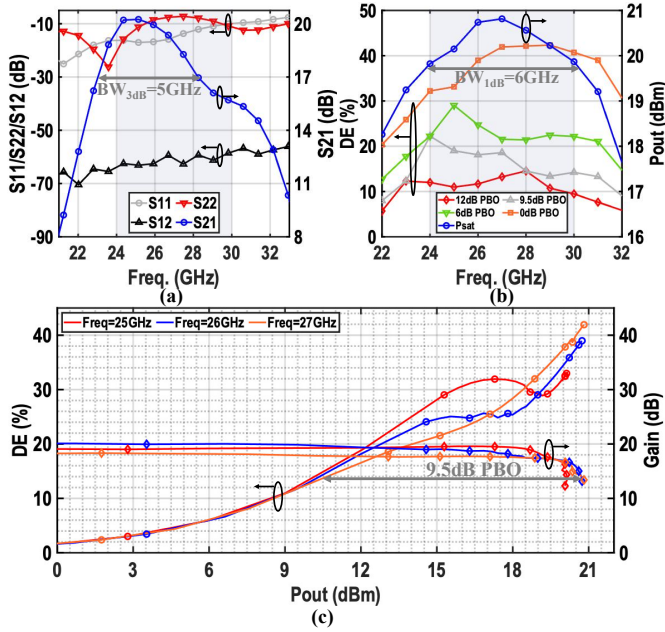 S11/S22/S12 (dB)
-10
-30
-50
-70
-90
20
17
14
11
8
S21 (dB)
BW3dB=5GHz
S11 S22
S12 S21
21 24 27 30 33
Freq. (GHz)
(a)
DE (%)
50
40
30
20
10
0
21
20
19
18
17
16
Pout (dBm)
BW1dB=6GHz
12dB PBO 9.5dB PBO
6dB PBO 0dB PBO
Psat
22 24 26 28 30 32
Freq. (GHz)
(b)
Freq=25GHz Freq=26GHz Freq=27GHz
DE (%)
40
30
20
10
0
40
30
20
10
0
Gain (dB)
9.5dB PBO
0 3 6 9 12 15 18 21
Pout (dBm)
(c)